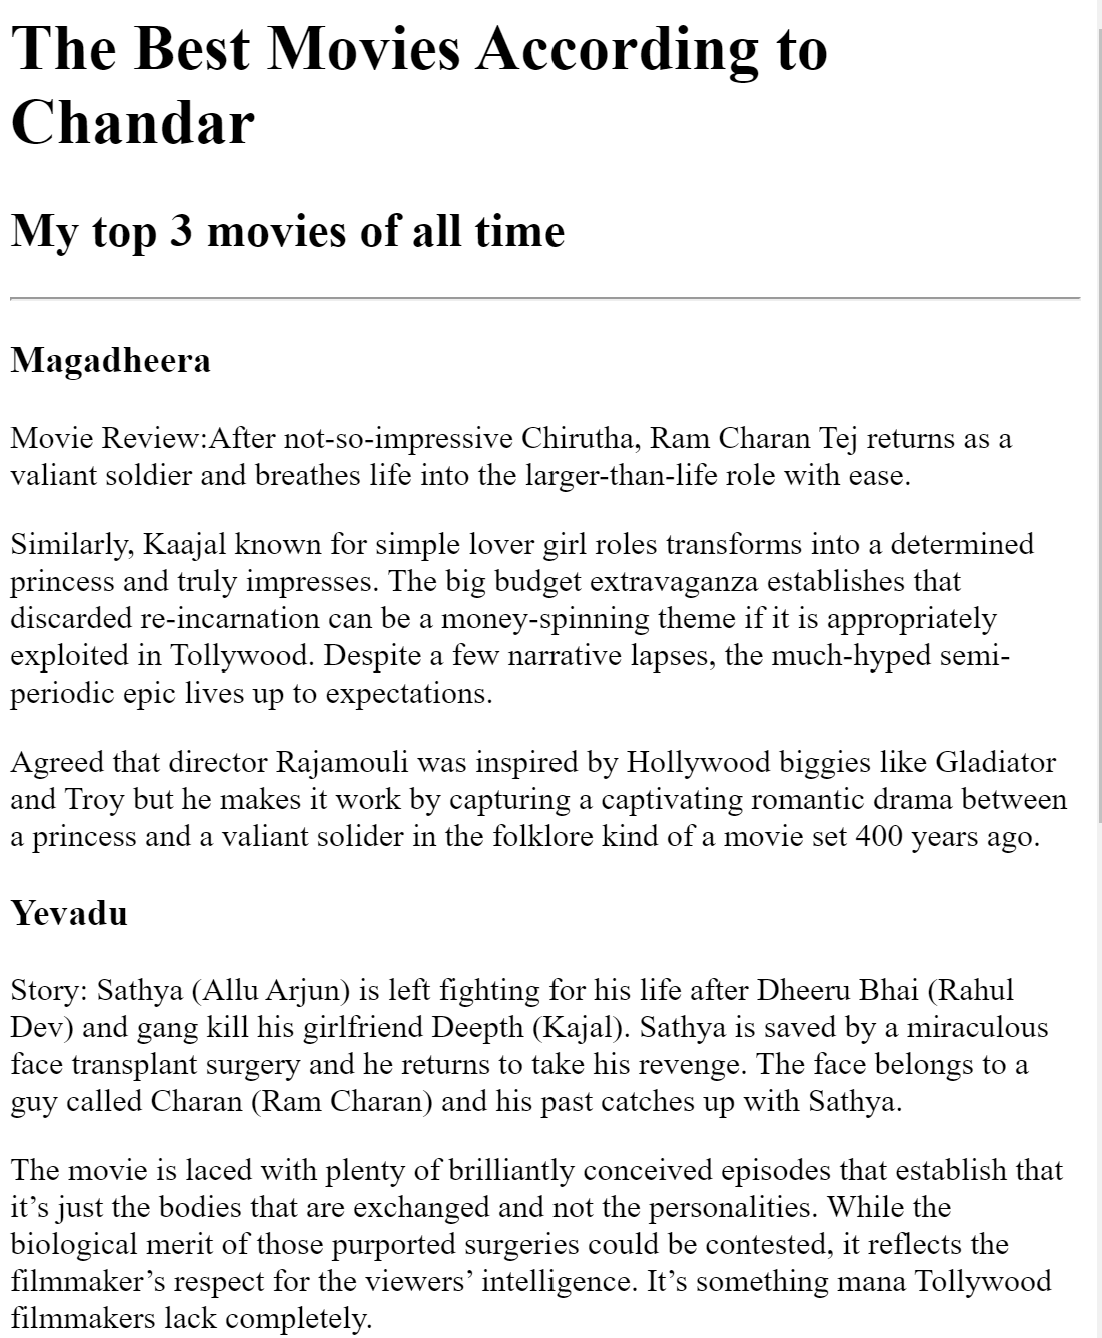 The Best Movies According to
Chandar
My top 3 movies of all time
Magadheera
Movie Review:After not-so-impressive Chirutha, Ram Charan Tej returns as a
valiant soldier and breathes life into the larger-than-life role with ease.
Similarly, Kaajal known for simple lover girl roles transforms into a determined
princess and truly impresses. The big budget extravaganza establishes that
discarded re-incarnation can be a money-spinning theme if it is appropriately
exploited in Tollywood. Despite a few narrative lapses, the much-hyped semi-
periodic epic lives up to expectations.
Agreed that director Rajamouli was inspired by Hollywood biggies like Gladiator
and Troy but he makes it work by capturing a captivating romantic drama between
a princess and a valiant solider in the folklore kind of a movie set 400 years ago.
Yevadu
Story: Sathya (Allu Arjun) is left fighting for his life after Dheeru Bhai (Rahul
Dev) and gang kill his girlfriend Deepth (Kajal). Sathya is saved by a miraculous
face transplant surgery and he returns to take his revenge. The face belongs to a
guy called Charan (Ram Charan) and his past catches up with Sathya.
The movie is laced with plenty of brilliantly conceived episodes that establish that
it’s just the bodies that are exchanged and not the personalities. While the
biological merit of those purported surgeries could be contested, it reflects the
filmmaker’s respect for the viewers’ intelligence. It’s something mana Tollywood
filmmakers lack completely.